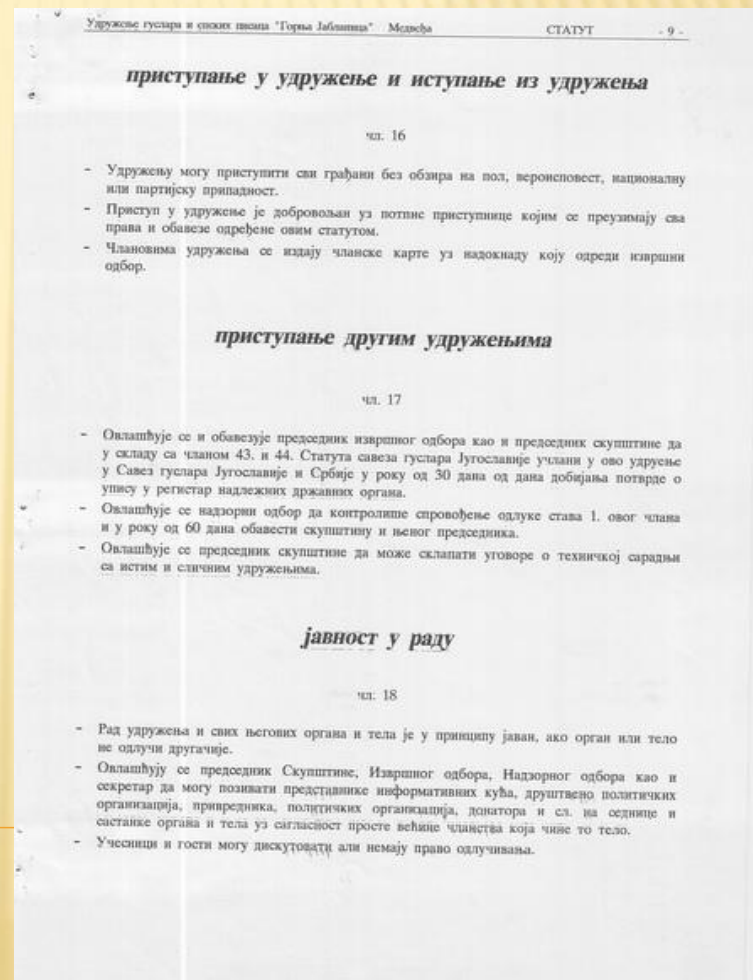 Удружење гуслара и епских писаца "Горња Јабланица" Медвеђа СТАТУТ - 9 -
приступање у удружење и иступање из удружења
чл. 16
- Удружењу могу приступити сви грађани без обзира на пол, вероисповест, националну
или партијску припадност.
- Приступ у удружење је добровољан уз потпис приступнице којим се преузимају сва
права и обавезе одређене овим статутом.
- Члановима удружења се издају чланске карте уз надокнаду коју одреди извршни
одбор.
приступање другим удружењима
чл. 17
- Овлашћује се и обавезује председник извршног одбора као и председник скупштине да
у складу са чланом 43. и 44. Статута савеза гуслара Југославије учлани у ово удруење
у Савез гуслара Југославије и Србије у року од 30 дана од дана добијања потврде о
упису у регистар надлежних државних органа.
- Овлашћује се надзорни одбор да контролише спровођење одлуке става 1. овог члана
и у року од 60 дана обавести скупштину и њеног председника.
- Овлашћује се председник скупштине да може склапати уговоре о техничкој сарадњи
са истим и сличним удружењима.
јавност у раду
чл. 18
- Рад удружења и свих његових органа и тела је у принципу јаван, ако орган или тело
не одлучи другачије.
- Овлашћују се председник Скупштине, Извршног одбора, Надзорног одбора као и
секретар да могу позивати представнике информативних кућа, друштвено политичких
организација, привредника, политичких организација, донатора и сл. на седнице и
састанке органа и тела уз сагласност просте већине чланства која чине то тело.
- Учесници и гости могу дискутовати али немају право одлучивања.